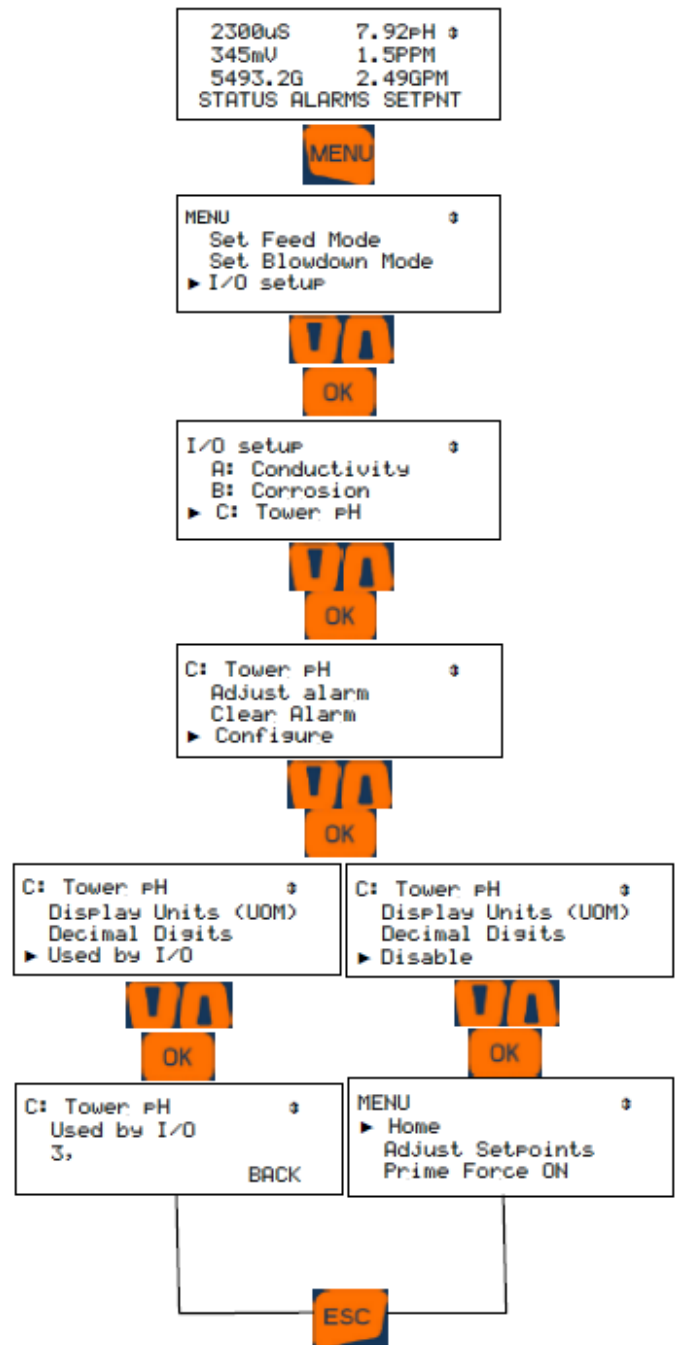 2300uS 7.92pH
345mV 1.5PPM
5493.2G 2.49GPM
STATUS ALARMS SETPNT
MENU
MENU
Set Feed Mode
Set Blowdown Mode
► I/O setup
OK
I/O setup
A: Conductivity
B: Corrosion
► C: Tower pH
OK
C: Tower pH
Adjust alarm
Clear Alarm
► Configure
OK
C: Tower pH
Display Units (UOM)
Decimal Digits
► Used by I/O
OK
C: Tower pH
Used by I/O
3,
BACK
C: Tower pH
Display Units (UOM)
Decimal Digits
► Disable
OK
MENU
► Home
Adjust Setpoints
Prime Force ON
ESC